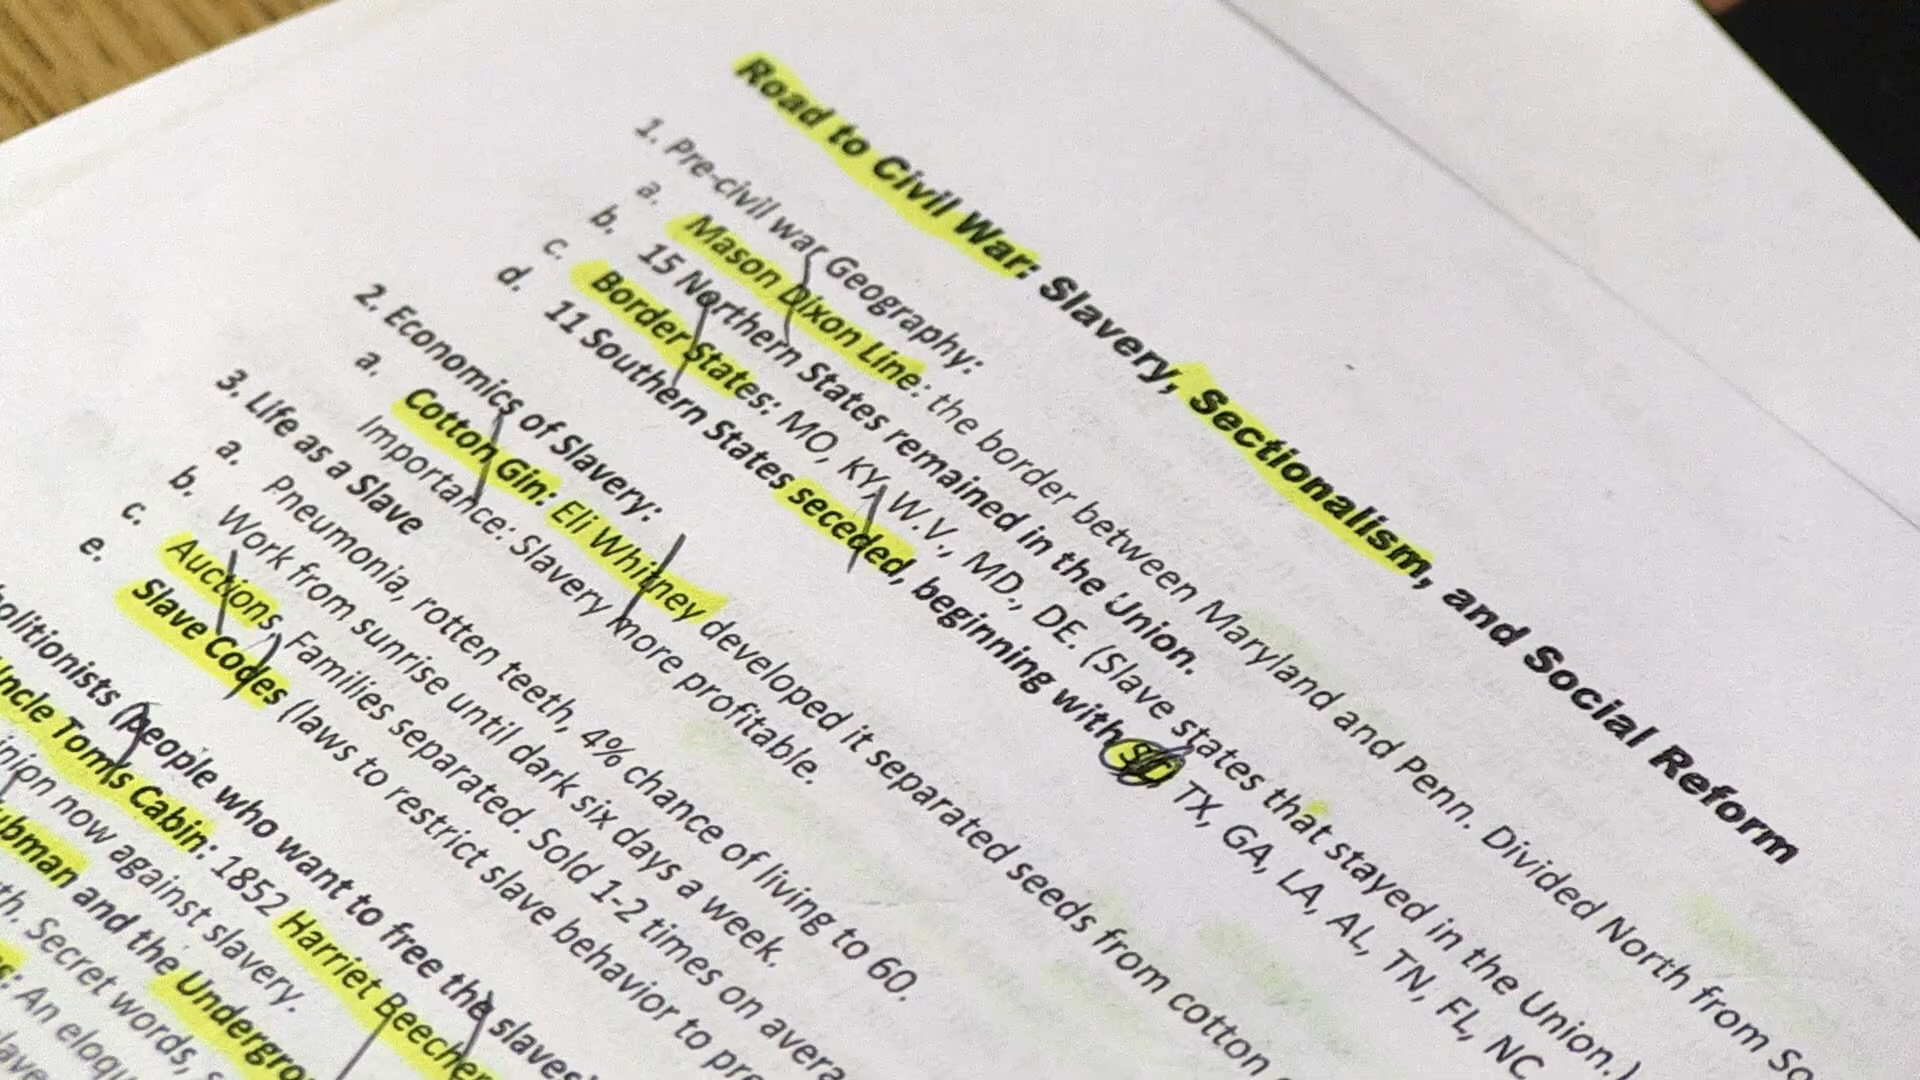 Road to Civil War: Slavery, Sectionalism, and Social Reform
1. Pre-civil war Geography:
a. Mason Dixon Line: the border between Maryland and Penn. Divided North from So
b. 15 Northern States remained in the Union.
c. Border States: MO, KY, W.V., MD., DE. (Slave states that stayed in the Union.)
d. 11 Southern States seceded, beginning with TX, GA, LA, AL, TN, FL, NC
2. Economics of Slavery:
a. Cotton Gin: Eli Whitney developed it separated seeds from cotton
Importance: Slavery more profitable.
3. Life as a Slave
a. Pneumonia, rotten teeth, 4% chance of living to 60.
b. Work from sunrise until dark six days a week.
c. Auctions, Families separated. Sold 1-2 times on avera
e. Slave Codes (laws to restrict slave behavior to pre
olitionists (people who want to free the slaves
ncle Tom's Cabin: 1852 Harriet Beecher
inion now against slavery.
ubman and the Undergro
th. Secret words,
s: An eloqu